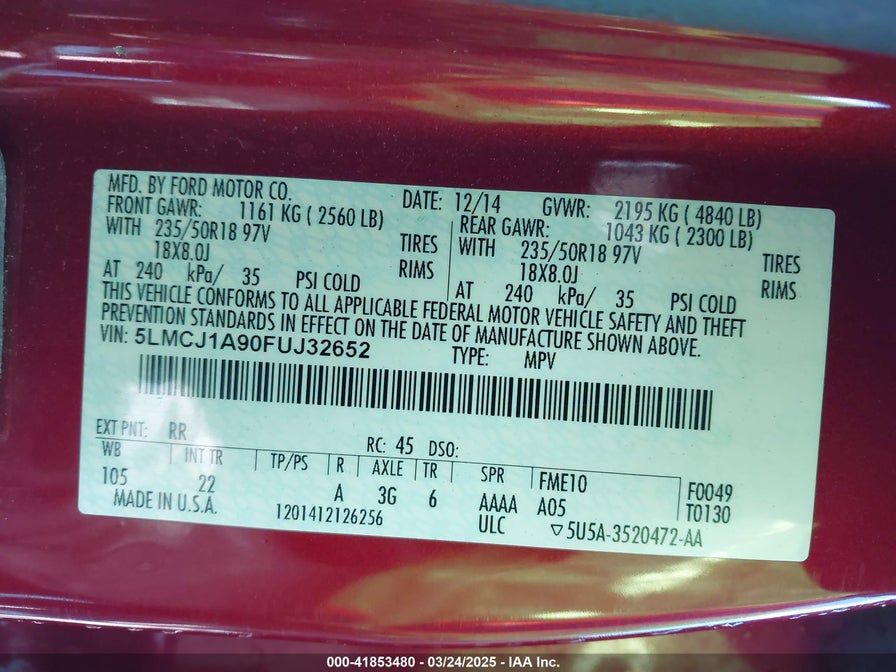 MFD. BY FORD MOTOR CO. DATE: 12/14 GVWR: 2195 KG ( 4840 LB)
FRONT GAWR: 1161 KG ( 2560 LB) REAR GAWR: 1043 KG ( 2300 LB)
WITH 235/50R18 97V TIRES WITH 235/50R18 97V TIRES
18X8.0J RIMS 18X8.0J RIMS
AT 240 kPa/ 35 PSI COLD AT 240 kPa/ 35 PSI COLD
THIS VEHICLE CONFORMS TO ALL APPLICABLE FEDERAL MOTOR VEHICLE SAFETY AND THEFT
PREVENTION STANDARDS IN EFFECT ON THE DATE OF MANUFACTURE SHOWN ABOVE.
VIN: 5LMCJ1A90FUJ32652 TYPE: MPV
EXT PNT: RR RC: 45 DSO:
WB INT TR TP/PS R AXLE TR SPR FME10 F0049
105 22 A 3G 6 AAAA A05 T0130
MADE IN U.S.A. 1201412126256 ULC ▽5U5A-3520472-AA
000-41853480 - 03/24/2025 - IAA Inc.